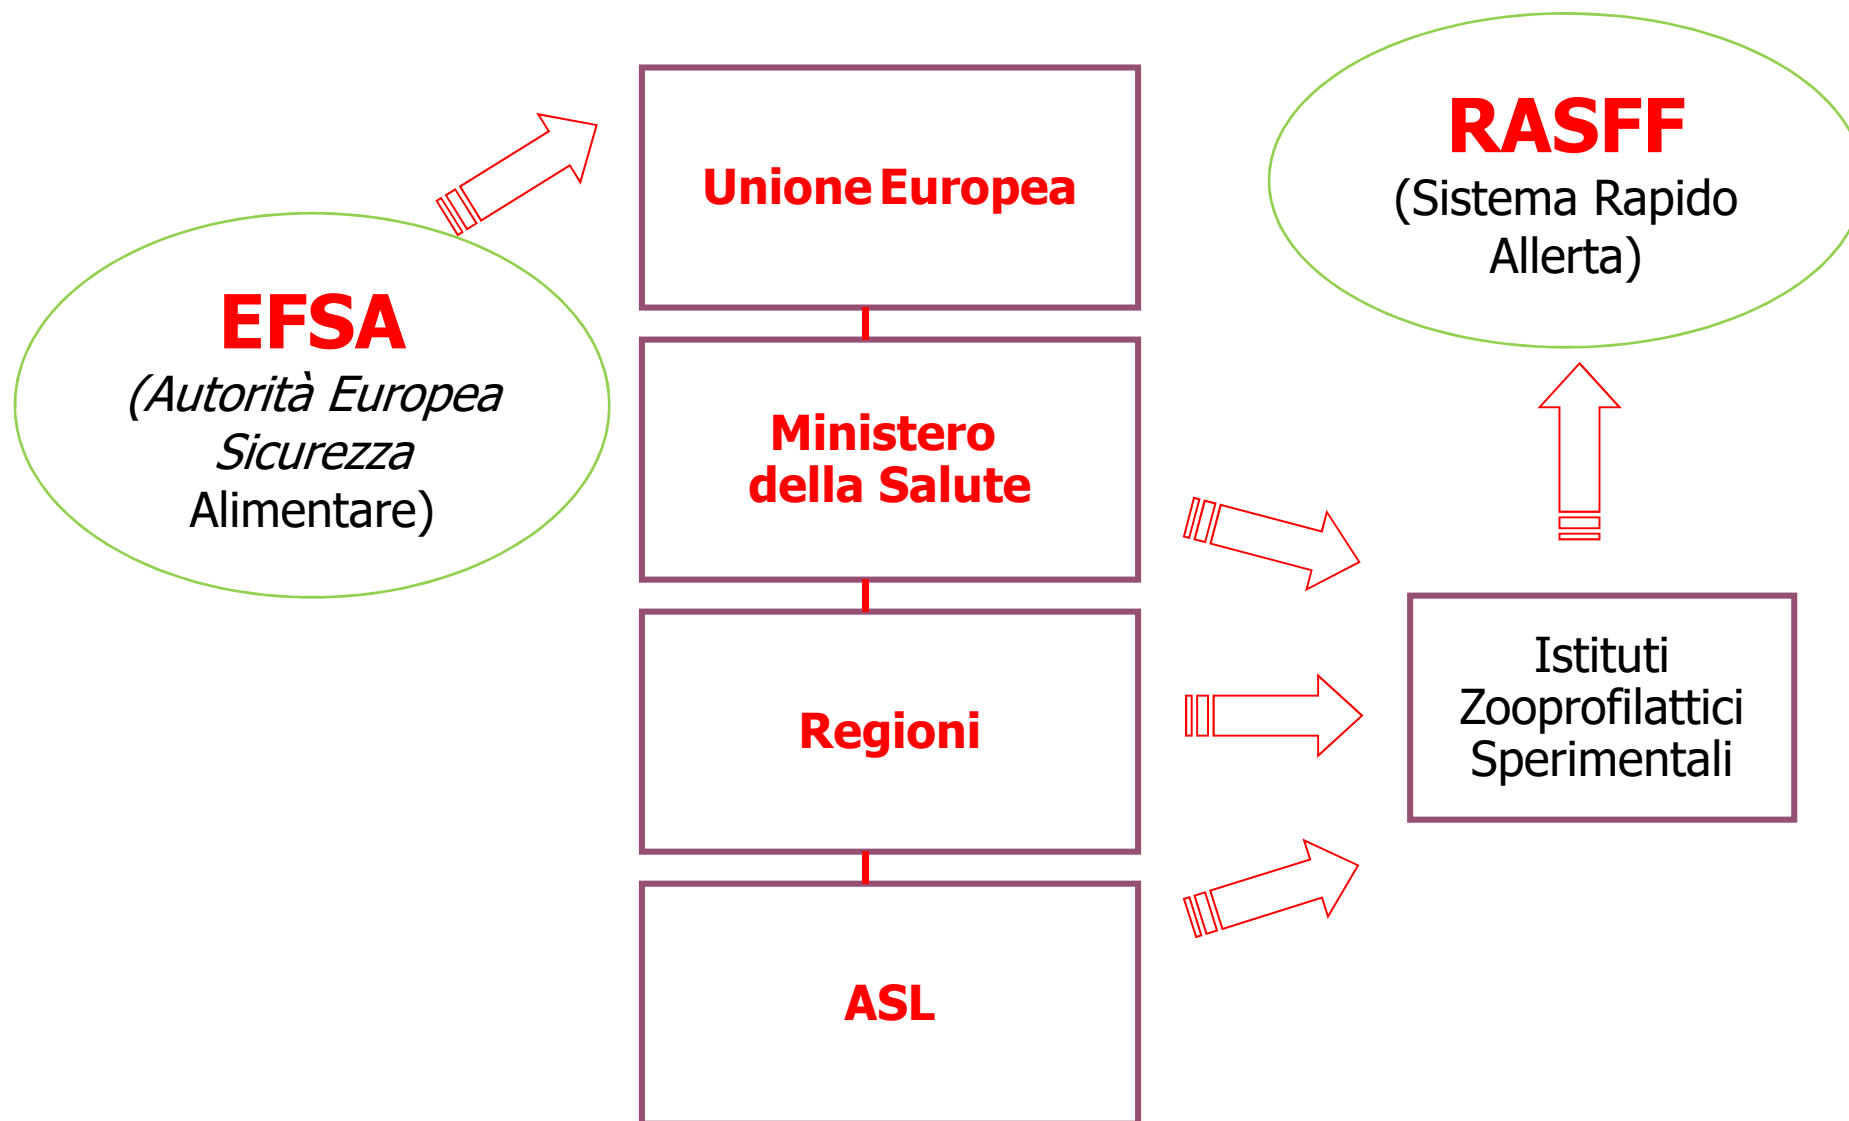 Unione Europea
RASFF
(Sistema Rapido
Allerta)
EFSA
(Autorità Europea
Sicurezza
Alimentare)
Ministero
della Salute
Regioni
Istituti
Zooprofilattici
Sperimentali
ASL